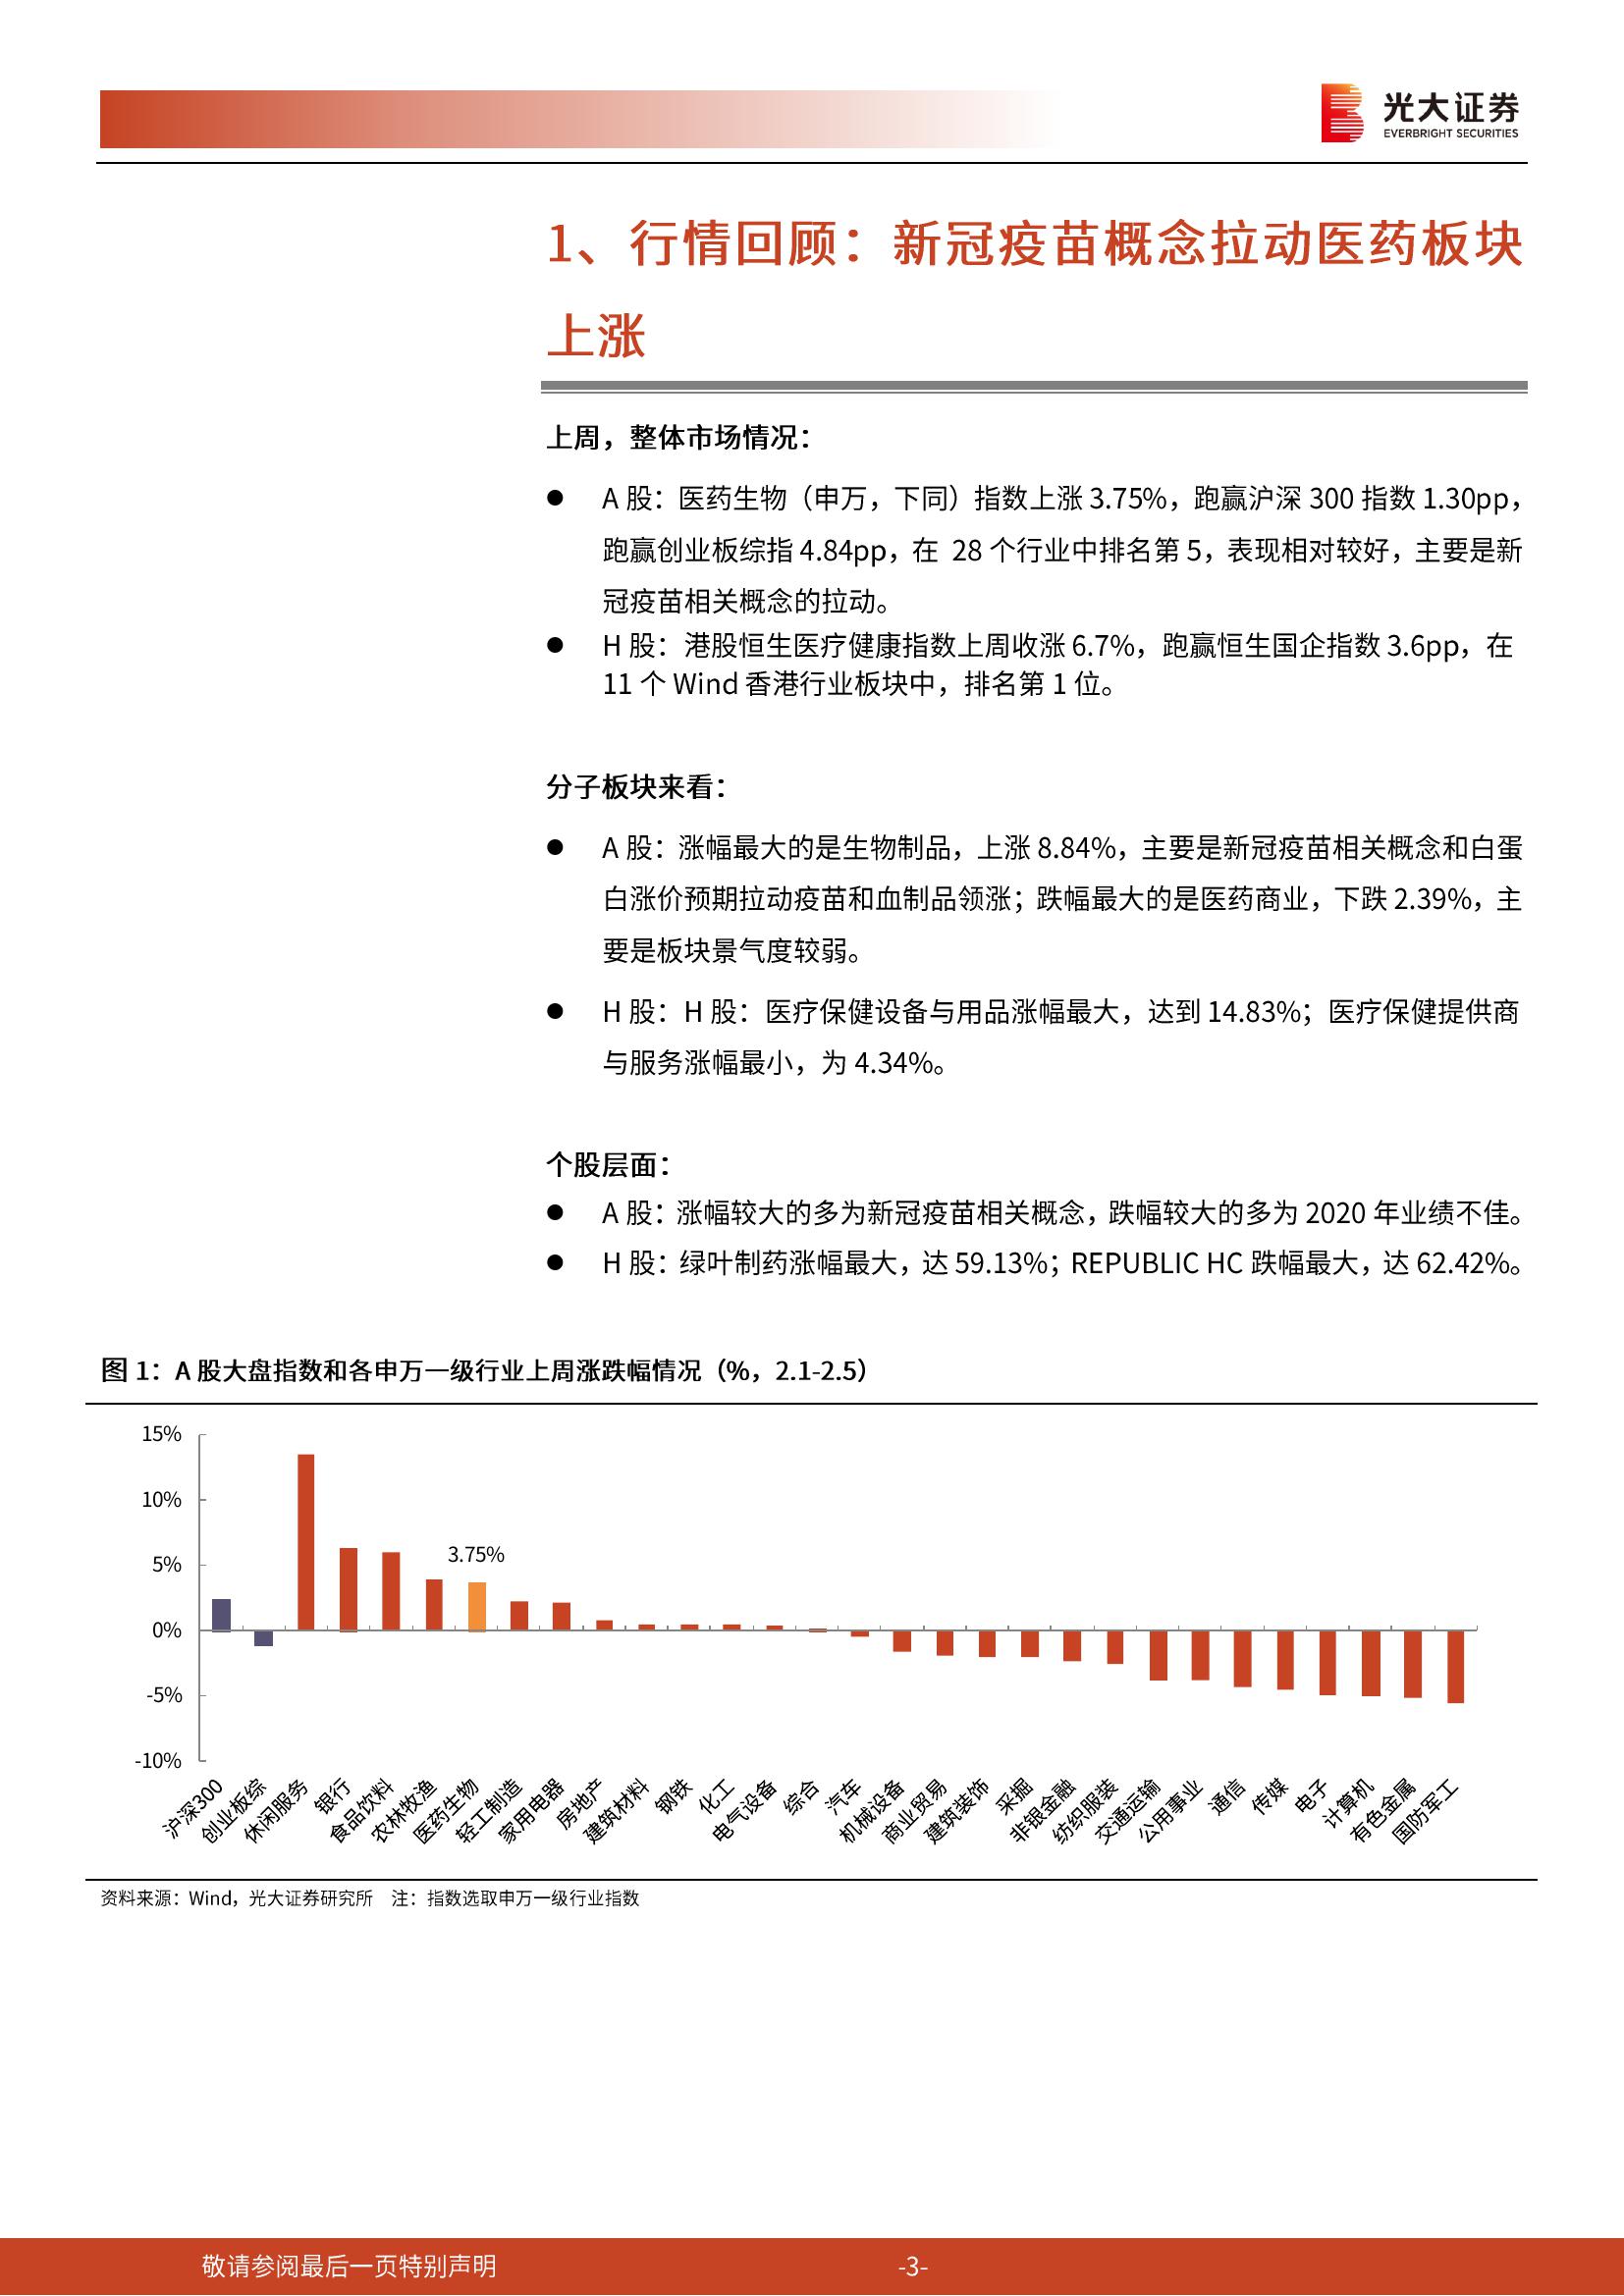 光大证券
EVERBRIGHT SECURITIES
1、行情回顾：新冠疫苗概念拉动医药板块
上涨
上周，整体市场情况：
● A 股：医药生物（申万，下同）指数上涨 3.75%，跑赢沪深 300 指数 1.30pp，
跑赢创业板综指 4.84pp，在 28 个行业中排名第 5，表现相对较好，主要是新
冠疫苗相关概念的拉动。
● H 股：港股恒生医疗健康指数上周收涨 6.7%，跑赢恒生国企指数 3.6pp，在
11 个 Wind 香港行业板块中，排名第 1 位。
分子板块来看：
● A 股：涨幅最大的是生物制品，上涨 8.84%，主要是新冠疫苗相关概念和白蛋
白涨价预期拉动疫苗和血制品领涨；跌幅最大的是医药商业，下跌 2.39%，主
要是板块景气度较弱。
● H 股：H 股：医疗保健设备与用品涨幅最大，达到 14.83%；医疗保健提供商
与服务涨幅最小，为 4.34%。
个股层面：
● A 股：涨幅较大的多为新冠疫苗相关概念，跌幅较大的多为 2020 年业绩不佳。
● H 股：绿叶制药涨幅最大，达 59.13%；REPUBLIC HC 跌幅最大，达 62.42%。
图 1：A 股大盘指数和各申万一级行业上周涨跌幅情况（%，2.1-2.5）
15%
10%
5%
0%
-5%
-10%
3.75%
沪深300
创业板综
休闲服务
银行
食品饮料
农林牧渔
医药生物
轻工制造
家用电器
房地产
建筑材料
钢铁
化工
电气设备
综合
汽车
机械设备
商业贸易
建筑装饰
采掘
非银金融
纺织服装
交通运输
公用事业
通信
传媒
电子
计算机
有色金属
国防军工
资料来源：Wind，光大证券研究所 注：指数选取申万一级行业指数
敬请参阅最后一页特别声明
-3-